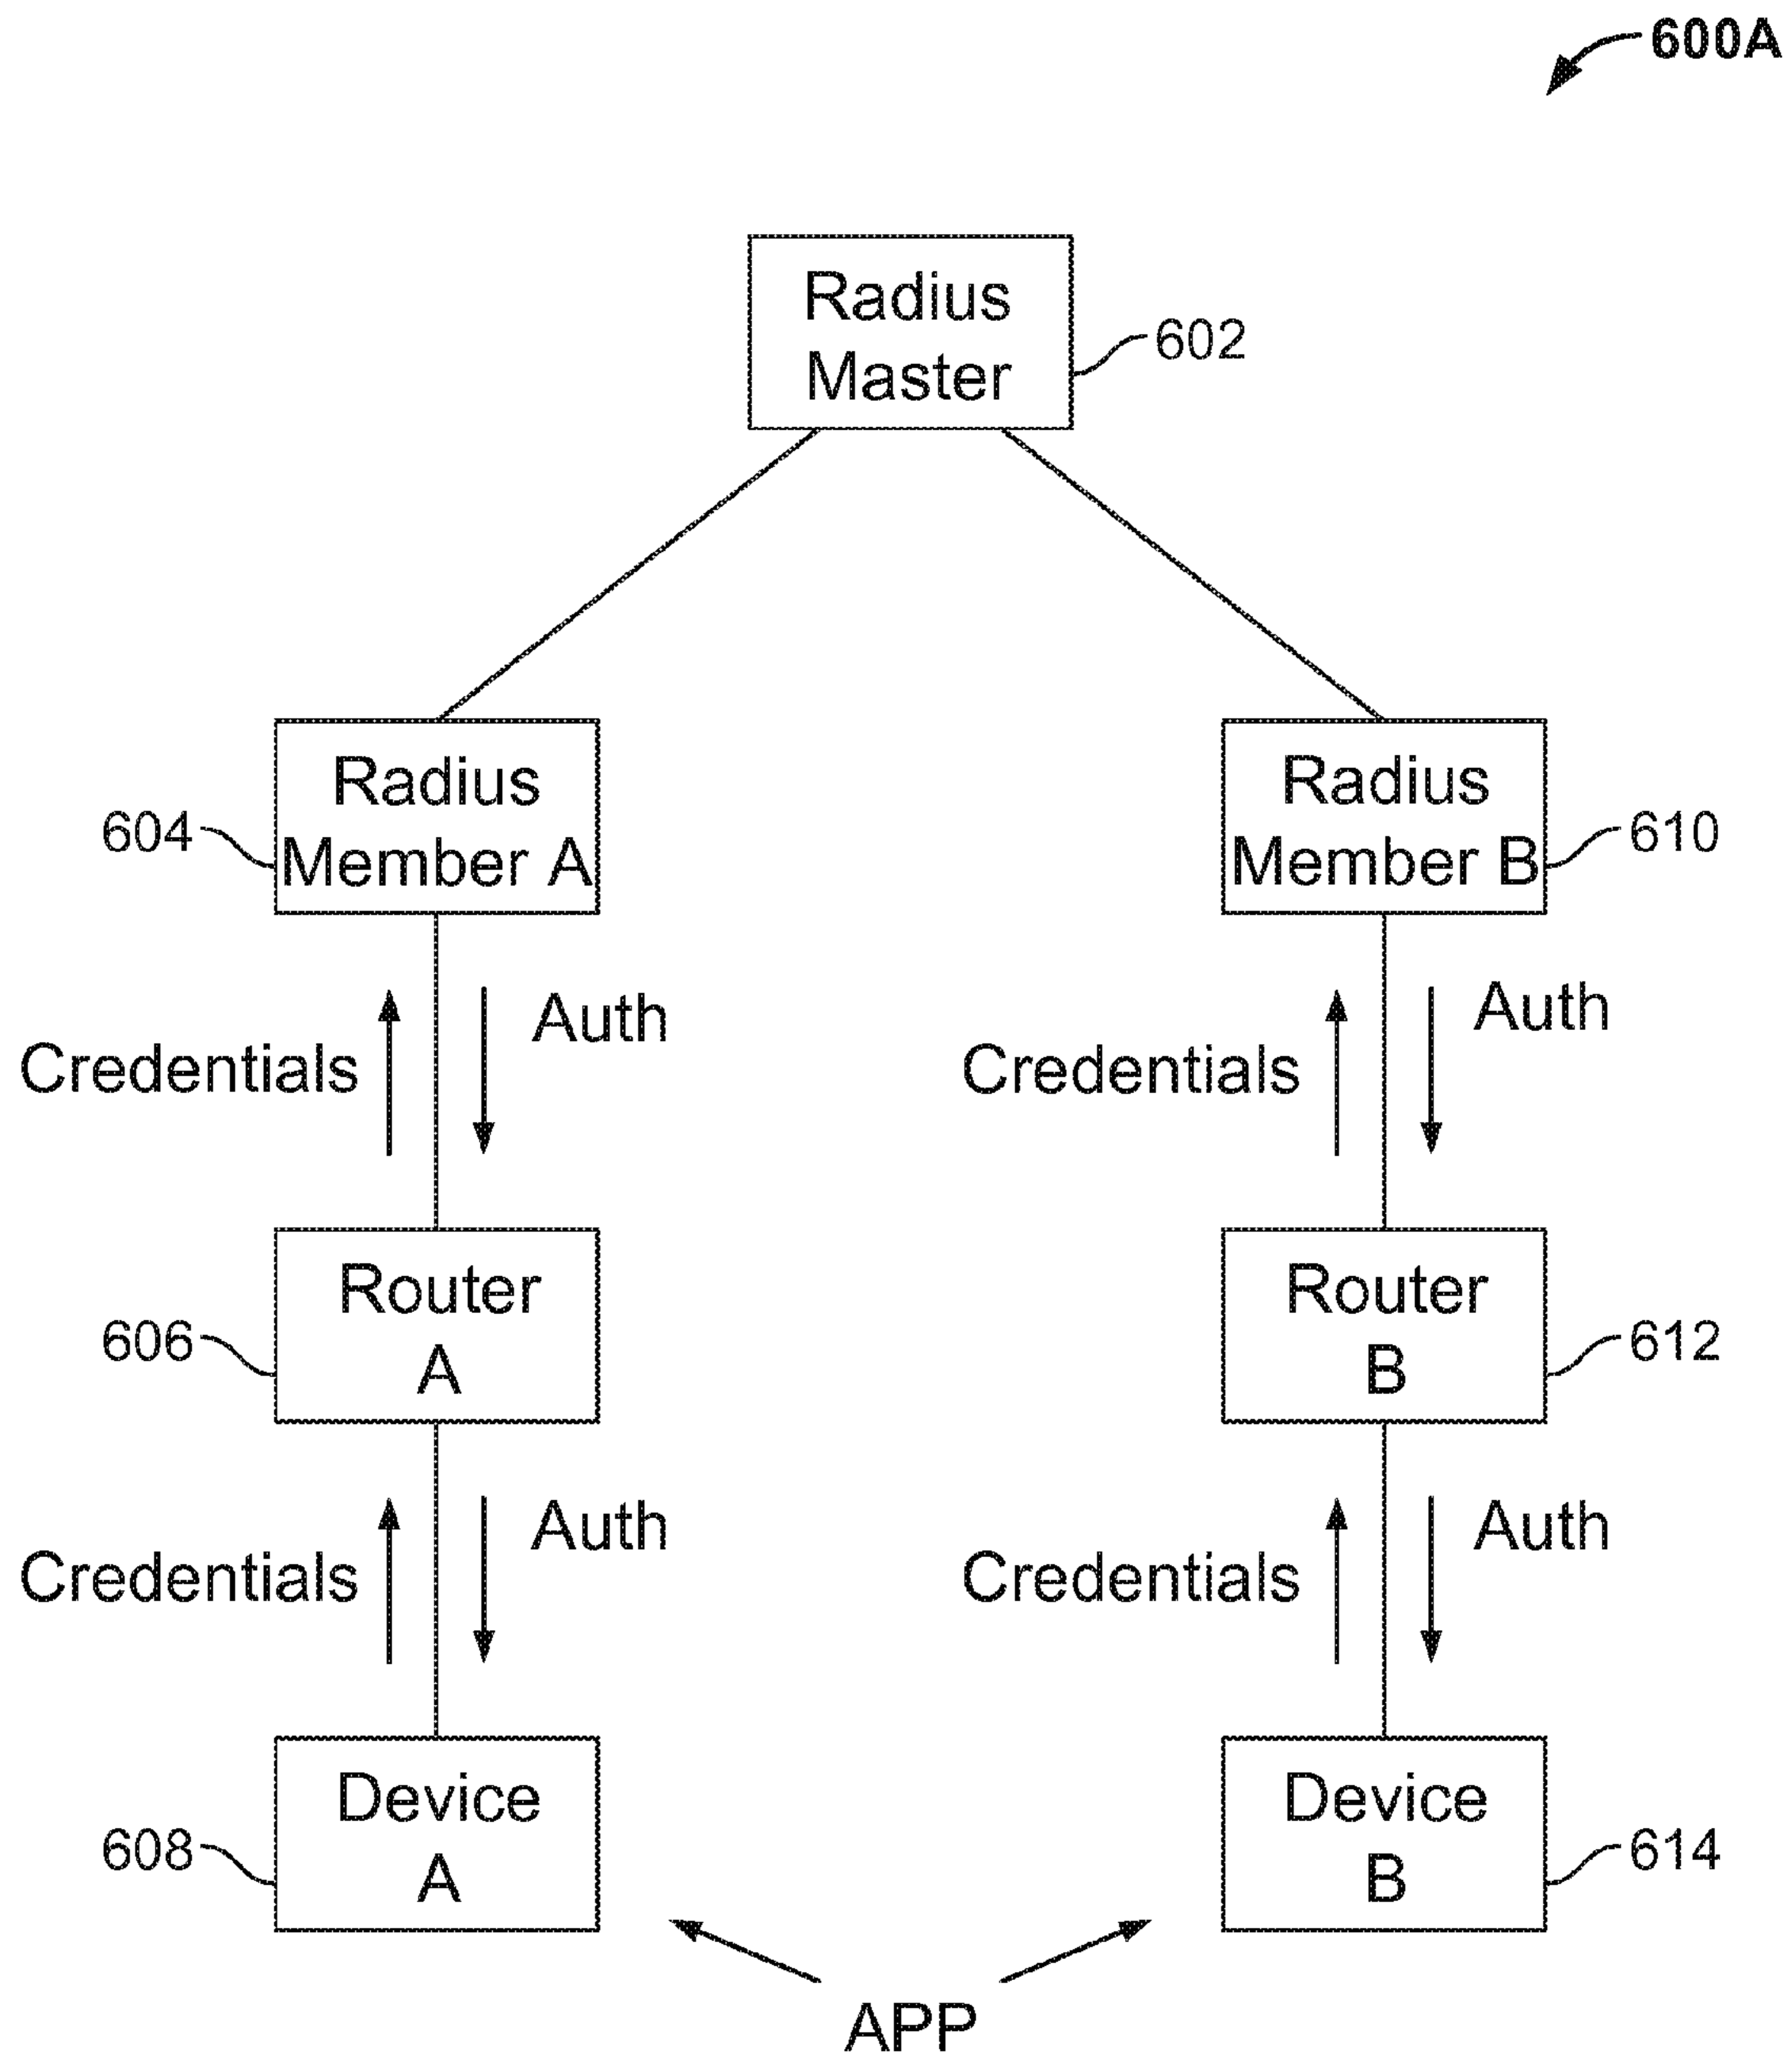 600A
Radius
Master
602
Radius
Member A
604
Radius
Member B
610
Credentials
Auth
Credentials
Auth
Router
A
606
Router
B
612
Credentials
Auth
Credentials
Auth
Device
A
608
Device
B
614
APP